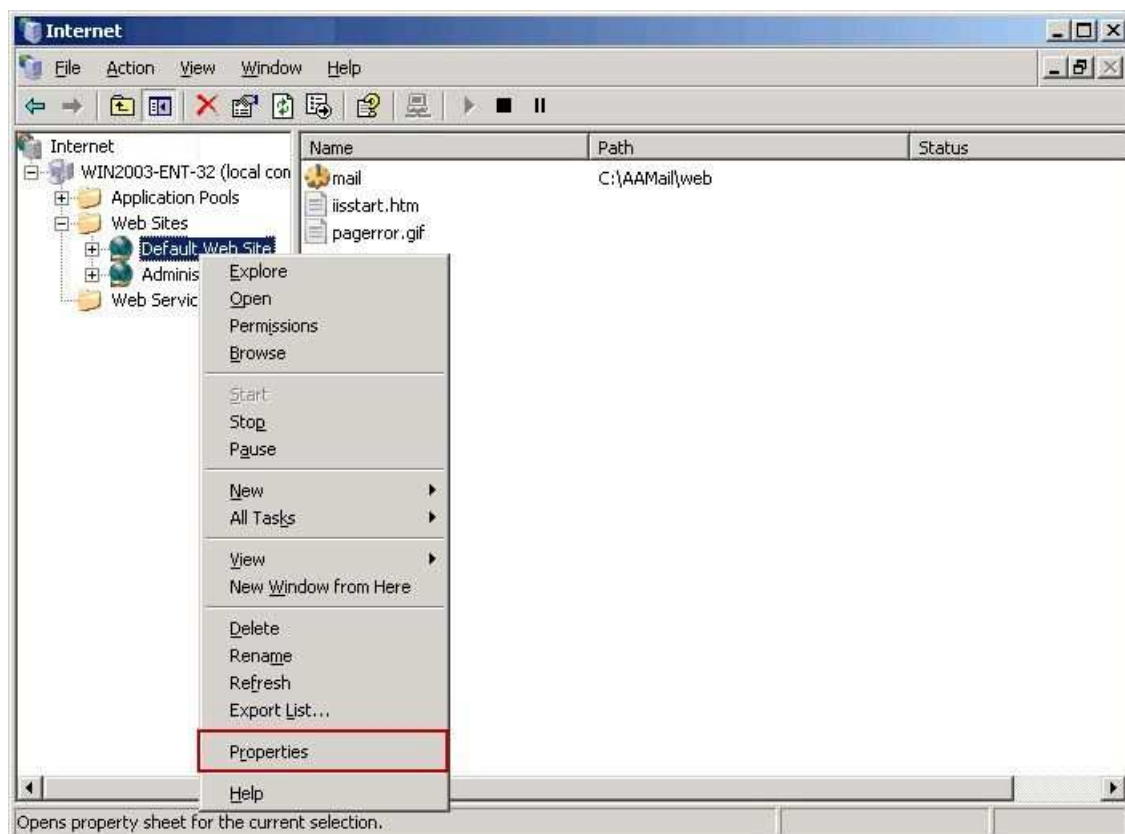 Internet
File Action View Window Help
Internet
WIN2003-ENT-32 (local con
Application Pools
Web Sites
Default Web Site
Adminis
Web Servic
Name Path Status
mail C:\AAMail\web
iisstart.htm
pagerror.gif
Explore
Open
Permissions
Browse
Start
Stop
Pause
New
All Tasks
View
New Window from Here
Delete
Rename
Refresh
Export List...
Properties
Help
Opens property sheet for the current selection.